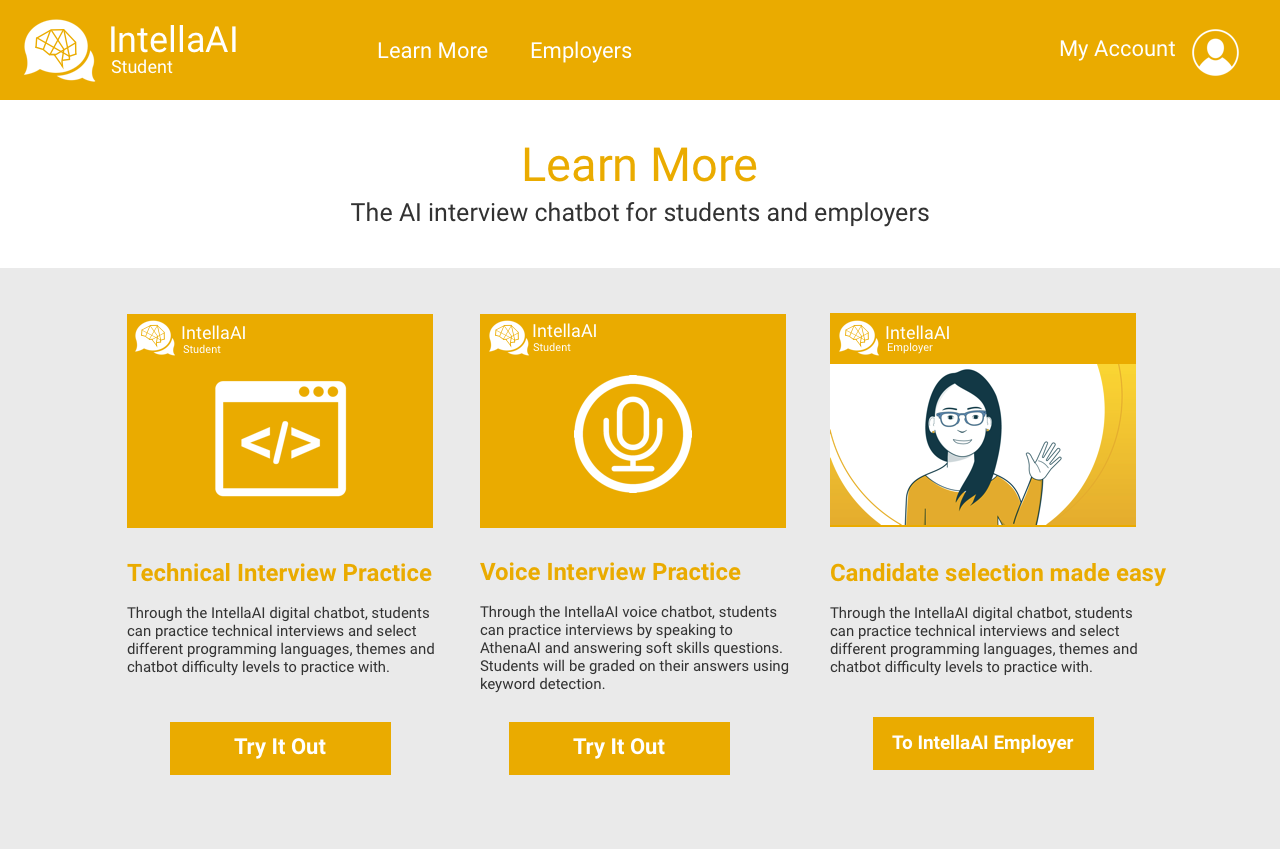 IntellaAI
Student
Learn More
Employers
My Account
Learn More
The AI interview chatbot for students and employers
IntellaAI
Student
</>
Technical Interview Practice
Through the IntellaAI digital chatbot, students
can practice technical interviews and select
different programming languages, themes and
chatbot difficulty levels to practice with.
Try It Out
IntellaAI
Student
Voice Interview Practice
Through the IntellaAI voice chatbot, students
can practice interviews by speaking to
AthenaAI and answering soft skills questions.
Students will be graded on their answers using
keyword detection.
Try It Out
IntellaAI
Employer
Candidate selection made easy
Through the IntellaAI digital chatbot, students
can practice technical interviews and select
different programming languages, themes and
chatbot difficulty levels to practice with.
To IntellaAI Employer